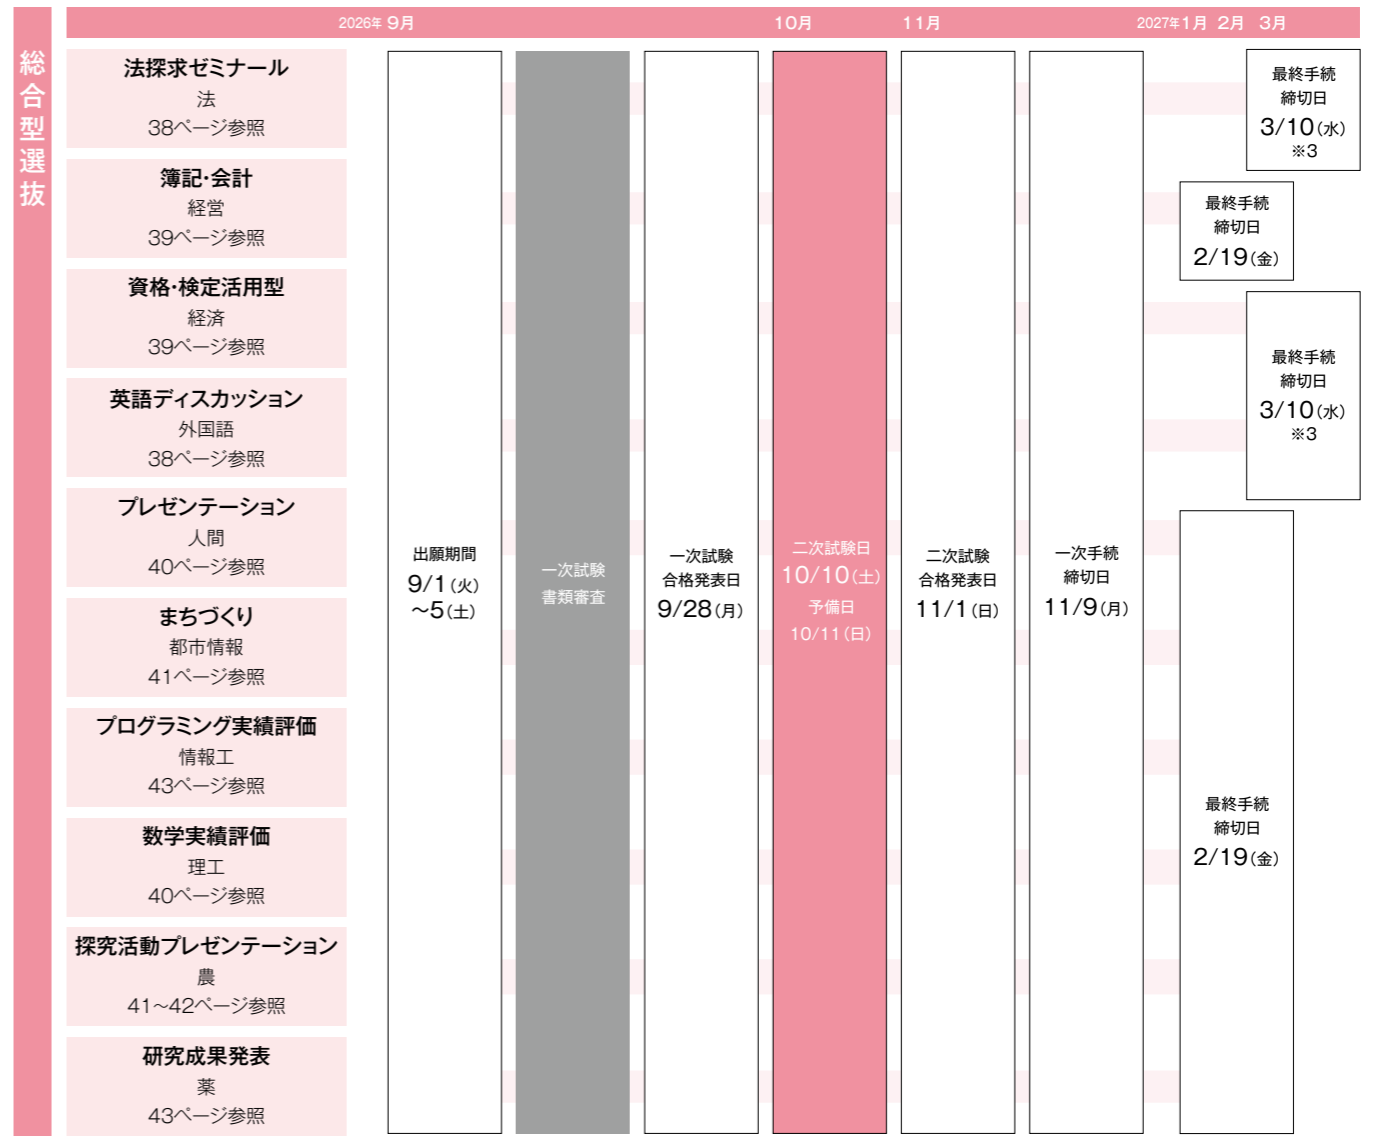 総合型選抜
2026年 9月
10月
11月
2027年1月 2月 3月
法探求ゼミナール
法
38ページ参照
簿記・会計
経営
39ページ参照
資格・検定活用型
経済
39ページ参照
英語ディスカッション
外国語
38ページ参照
プレゼンテーション
人間
40ページ参照
まちづくり
都市情報
41ページ参照
プログラミング実績評価
情報工
43ページ参照
数学実績評価
理工
40ページ参照
探究活動プレゼンテーション
農
41～42ページ参照
研究成果発表
薬
43ページ参照
出願期間
9/1(火)
～5(土)
一次試験
書類審査
一次試験
合格発表日
9/28(月)
二次試験日
10/10(土)
予備日
10/11(日)
二次試験
合格発表日
11/1(日)
一次手続
締切日
11/9(月)
最終手続
締切日
3/10(水)
※3
最終手続
締切日
2/19(金)
最終手続
締切日
3/10(水)
※3
最終手続
締切日
2/19(金)